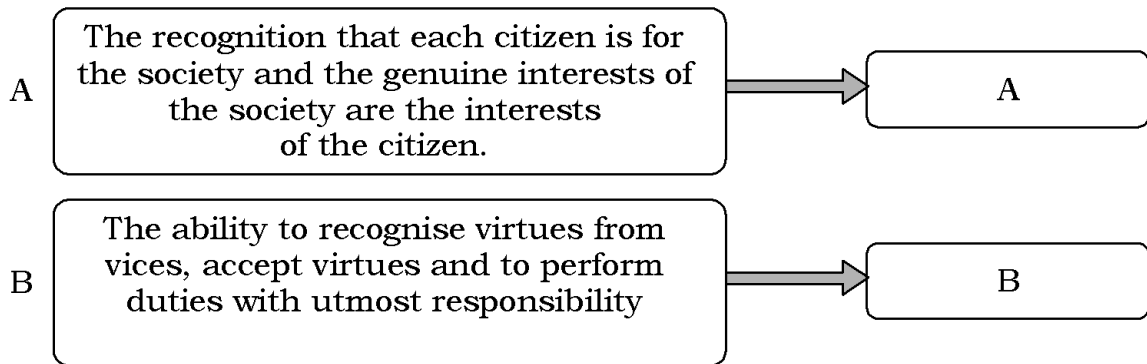 A
The recognition that each citizen is for
the society and the genuine interests of
the society are the interests
of the citizen.
A
B
The ability to recognise virtues from
vices, accept virtues and to perform
duties with utmost responsibility
B